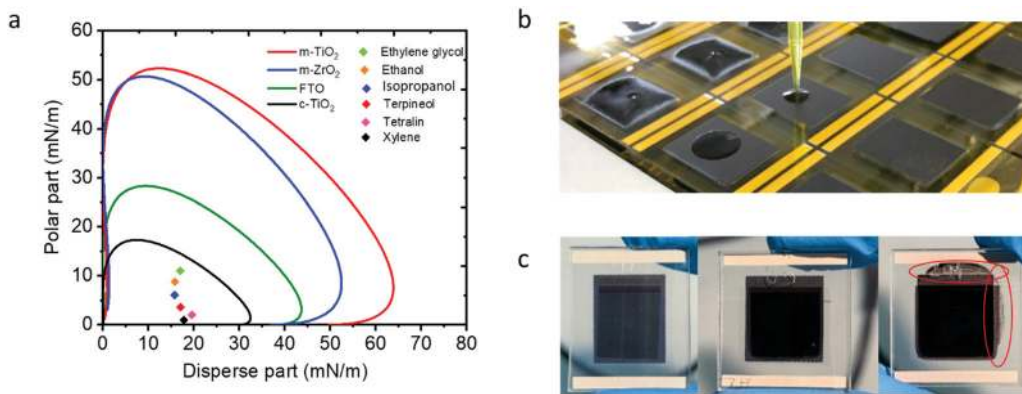 a
Polar part (mN/m)
60
50
40
30
20
10
0
0 10 20 30 40 50 60 70 80
Disperse part (mN/m)
m-TiO₂
m-ZrO₂
FTO
c-TiO₂
Ethylene glycol
Ethanol
Isopropanol
Terpineol
Tetralin
Xylene
b
c